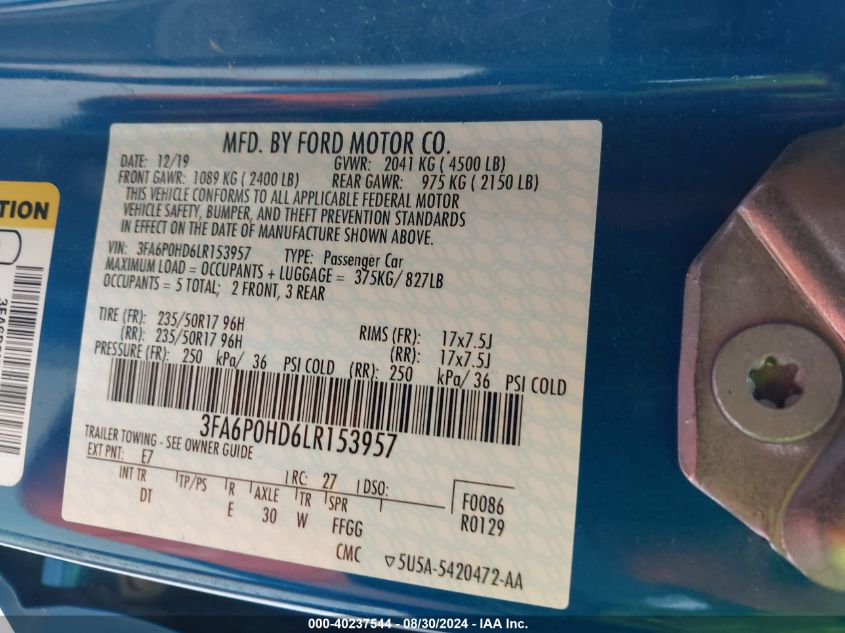 MFD. BY FORD MOTOR CO.
DATE: 12/19 GVWR: 2041 KG ( 4500 LB)
FRONT GAWR: 1089 KG ( 2400 LB) REAR GAWR: 975 KG ( 2150 LB)
THIS VEHICLE CONFORMS TO ALL APPLICABLE FEDERAL MOTOR
VEHICLE SAFETY, BUMPER, AND THEFT PREVENTION STANDARDS
IN EFFECT ON THE DATE OF MANUFACTURE SHOWN ABOVE.
VIN: 3FA6P0HD6LR153957 TYPE: Passenger Car
MAXIMUM LOAD = OCCUPANTS + LUGGAGE = 375KG/ 827LB
OCCUPANTS = 5 TOTAL; 2 FRONT, 3 REAR
TIRE (FR): 235/50R17 96H RIMS (FR): 17x7.5J
(RR): 235/50R17 96H (RR): 17x7.5J
PRESSURE (FR): 250 kPa/ 36 PSI COLD (RR): 250 kPa/ 36 PSI COLD
3FA6P0HD6LR153957
TRAILER TOWING - SEE OWNER GUIDE
EXT PNT: E7 RC: 27 DSO:
INT TR TP/PS R AXLE TR SPR
DT E 30 W FFGG
F0086
R0129
CMC 5U5A-5420472-AA
000-40237544 - 08/30/2024 - IAA Inc.